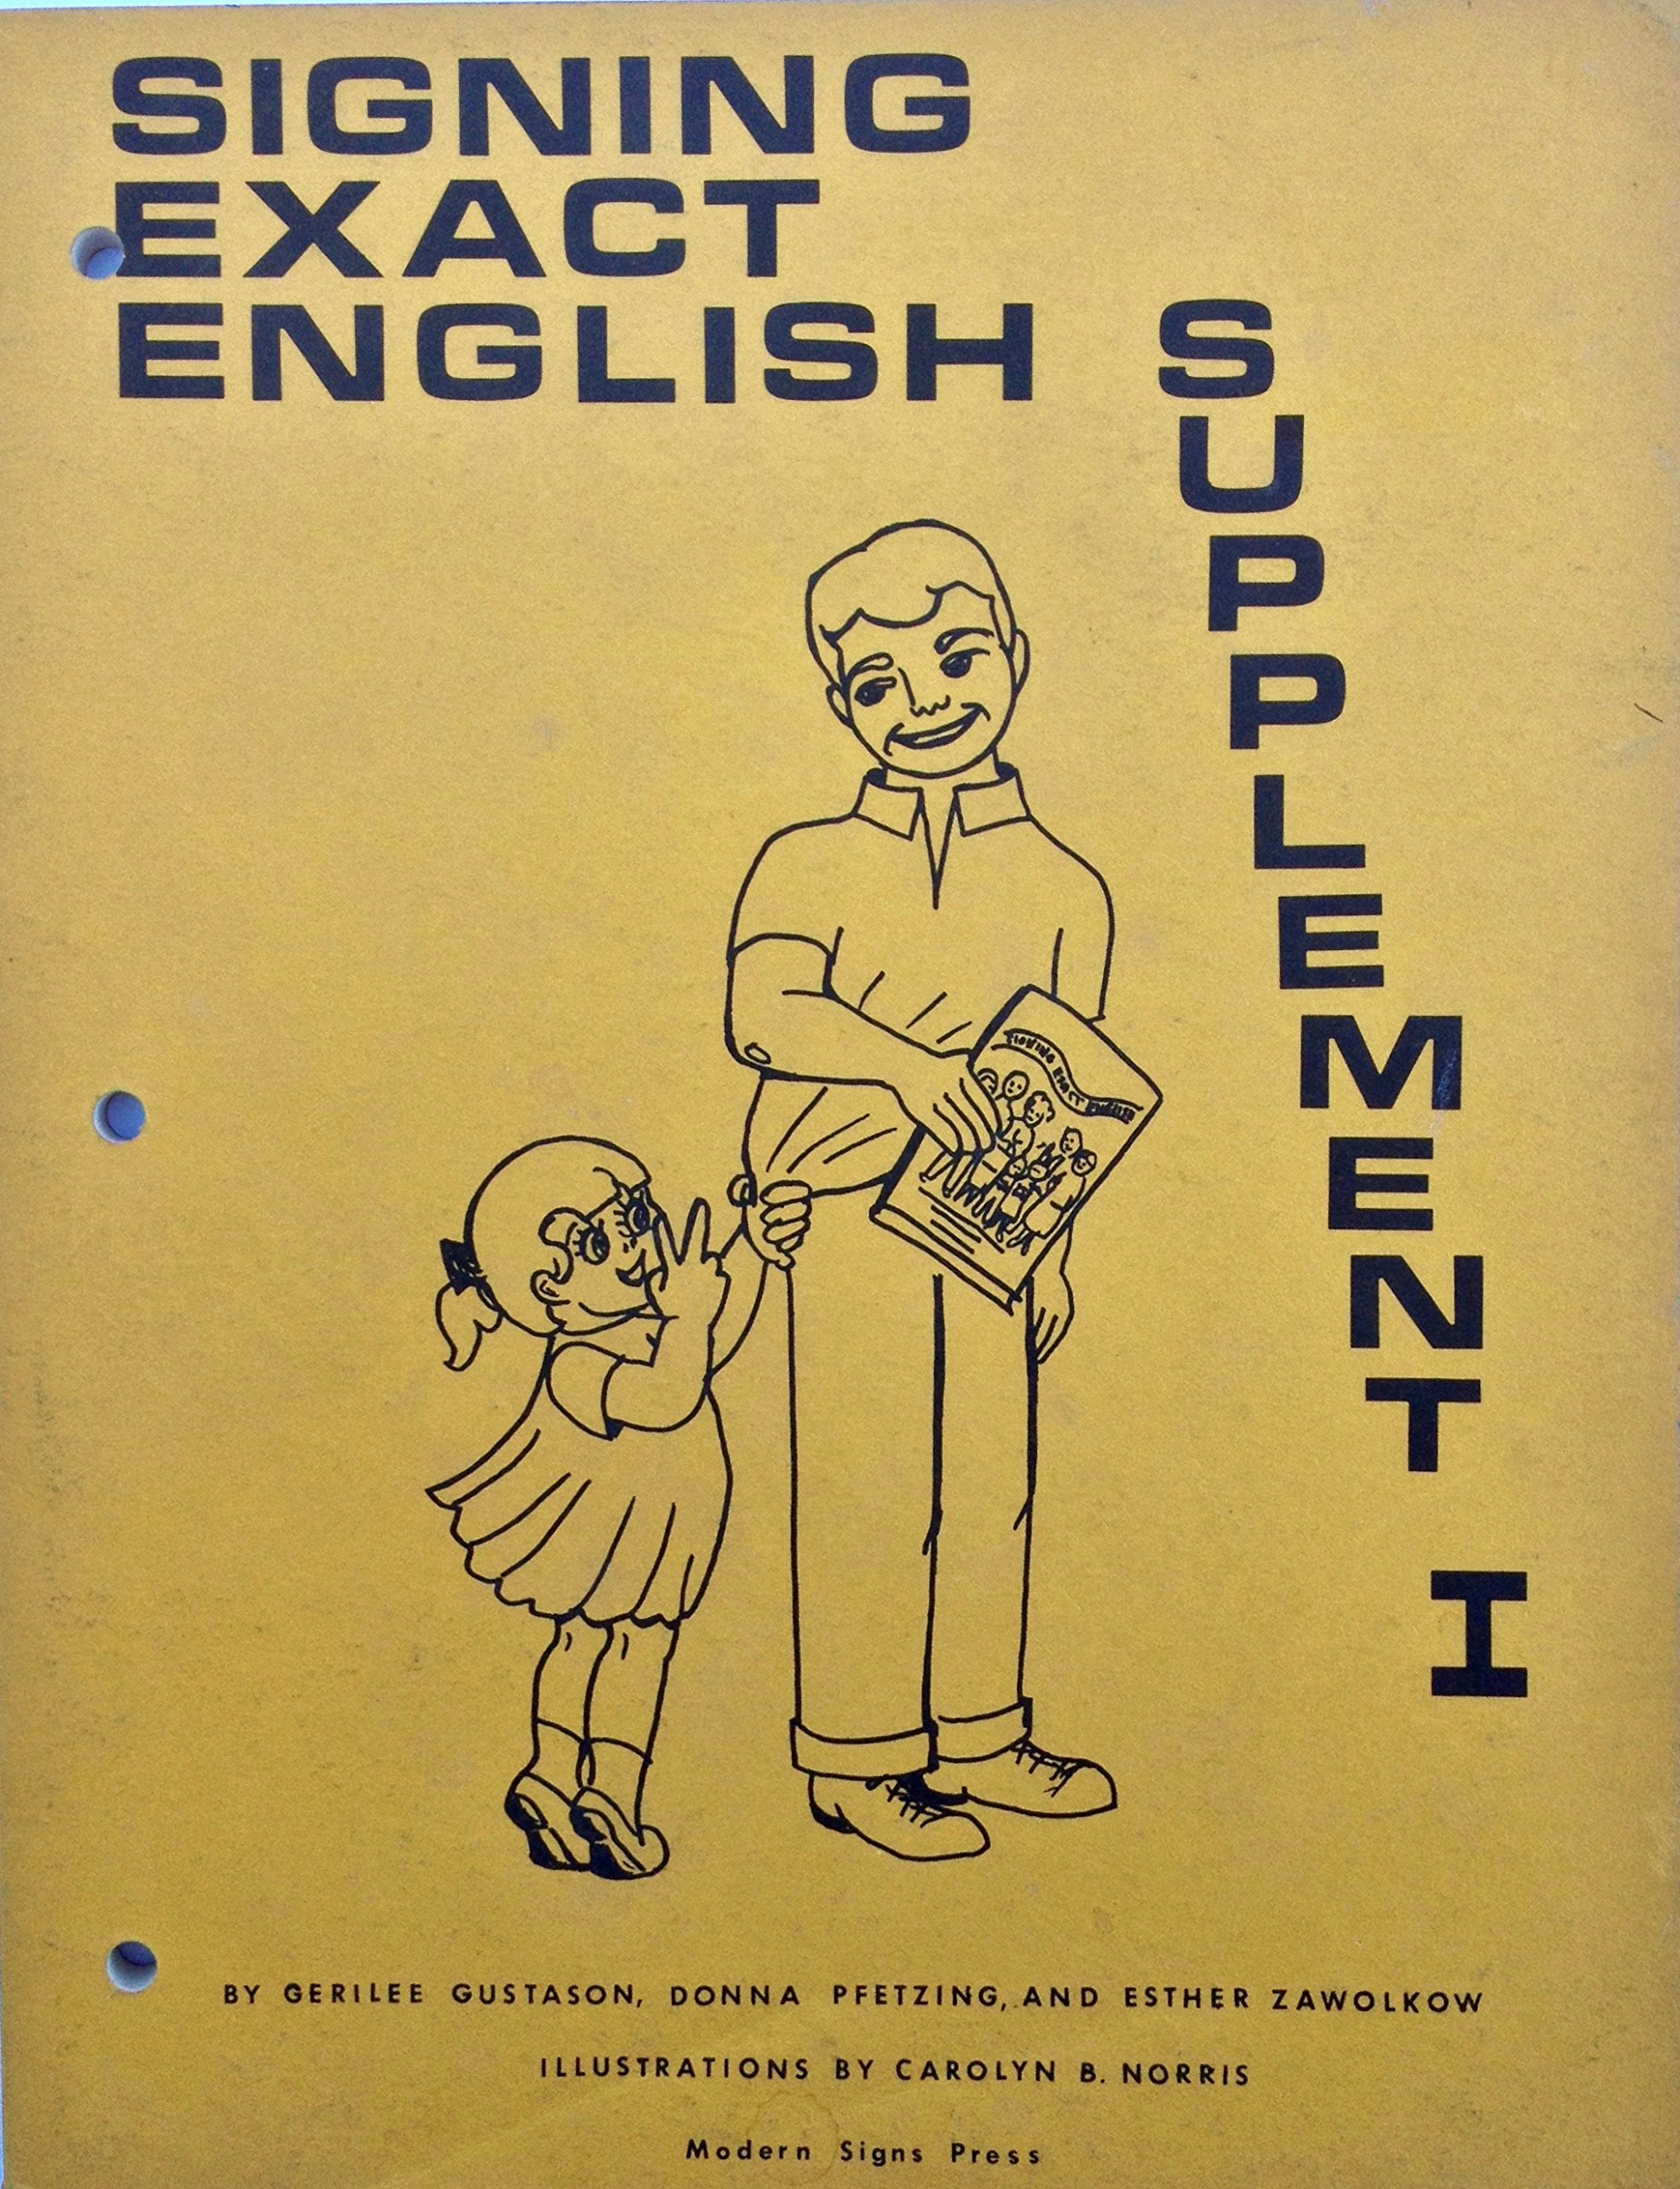 SIGNING
EXACT
ENGLISH
SUPPLEMENT I
SIGNING EXACT ENGLISH
BY GERILEE GUSTASON, DONNA PFETZING, AND ESTHER ZAWOLKOW
ILLUSTRATIONS BY CAROLYN B. NORRIS
Modern Signs Press